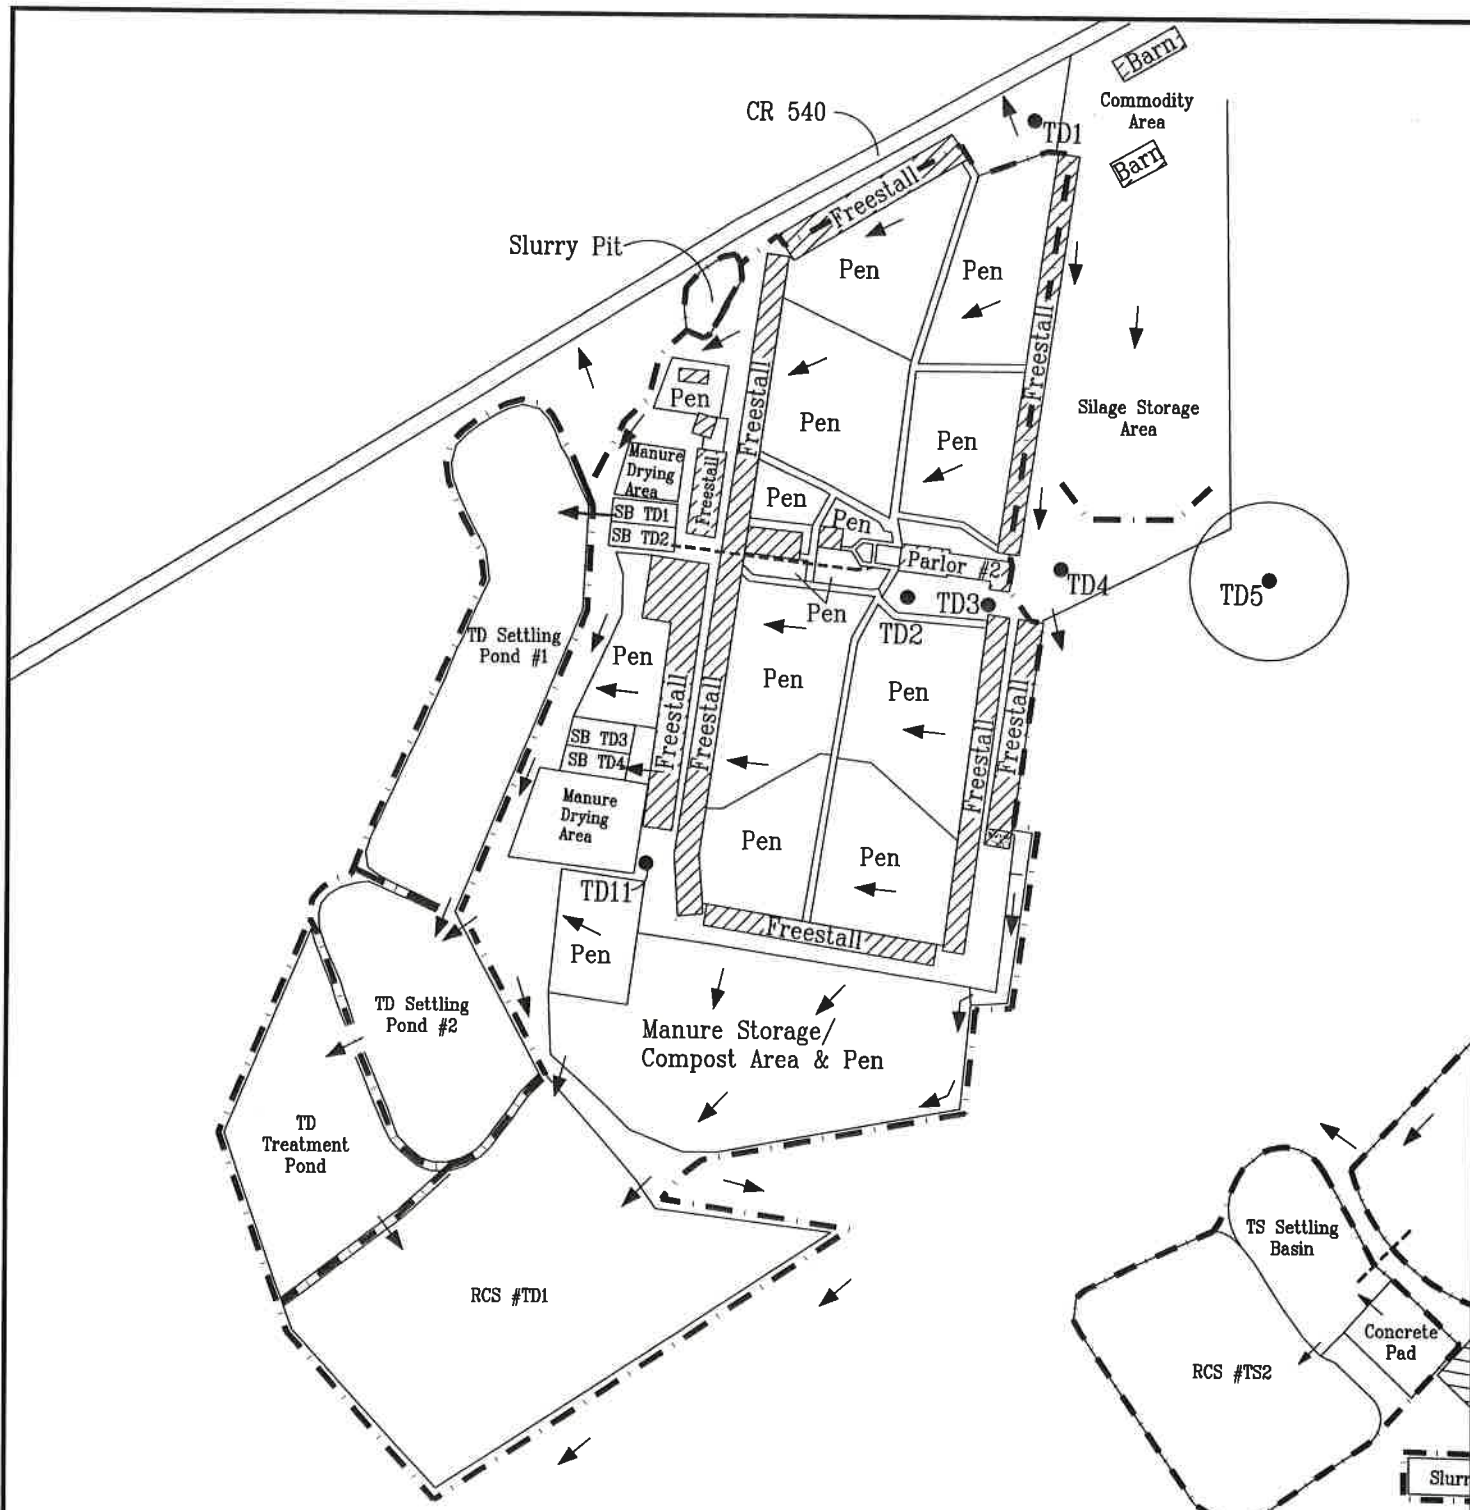 Barn
Commodity
Area
CR 540
TD1
Barn
Freestall
Slurry Pit
Pen
Pen
Freestall
Pen
Freestall
Pen
Pen
Silage Storage
Area
Manure
Drying
Area
Freestall
Pen
Pen
SB TD1
SB TD2
Parlor #2
TD4
TD5
TD3
Pen
TD2
TD Settling
Pond #1
Pen
Pen
Pen
Freestall
Freestall
Freestall
Freestall
SB TD3
SB TD4
Manure
Drying
Area
Pen
Pen
TD11
Freestall
Pen
TD Settling
Pond #2
Manure Storage/
Compost Area & Pen
TD
Treatment
Pond
TS Settling
Basin
RCS #TD1
Concrete
Pad
RCS #TS2
Slurr